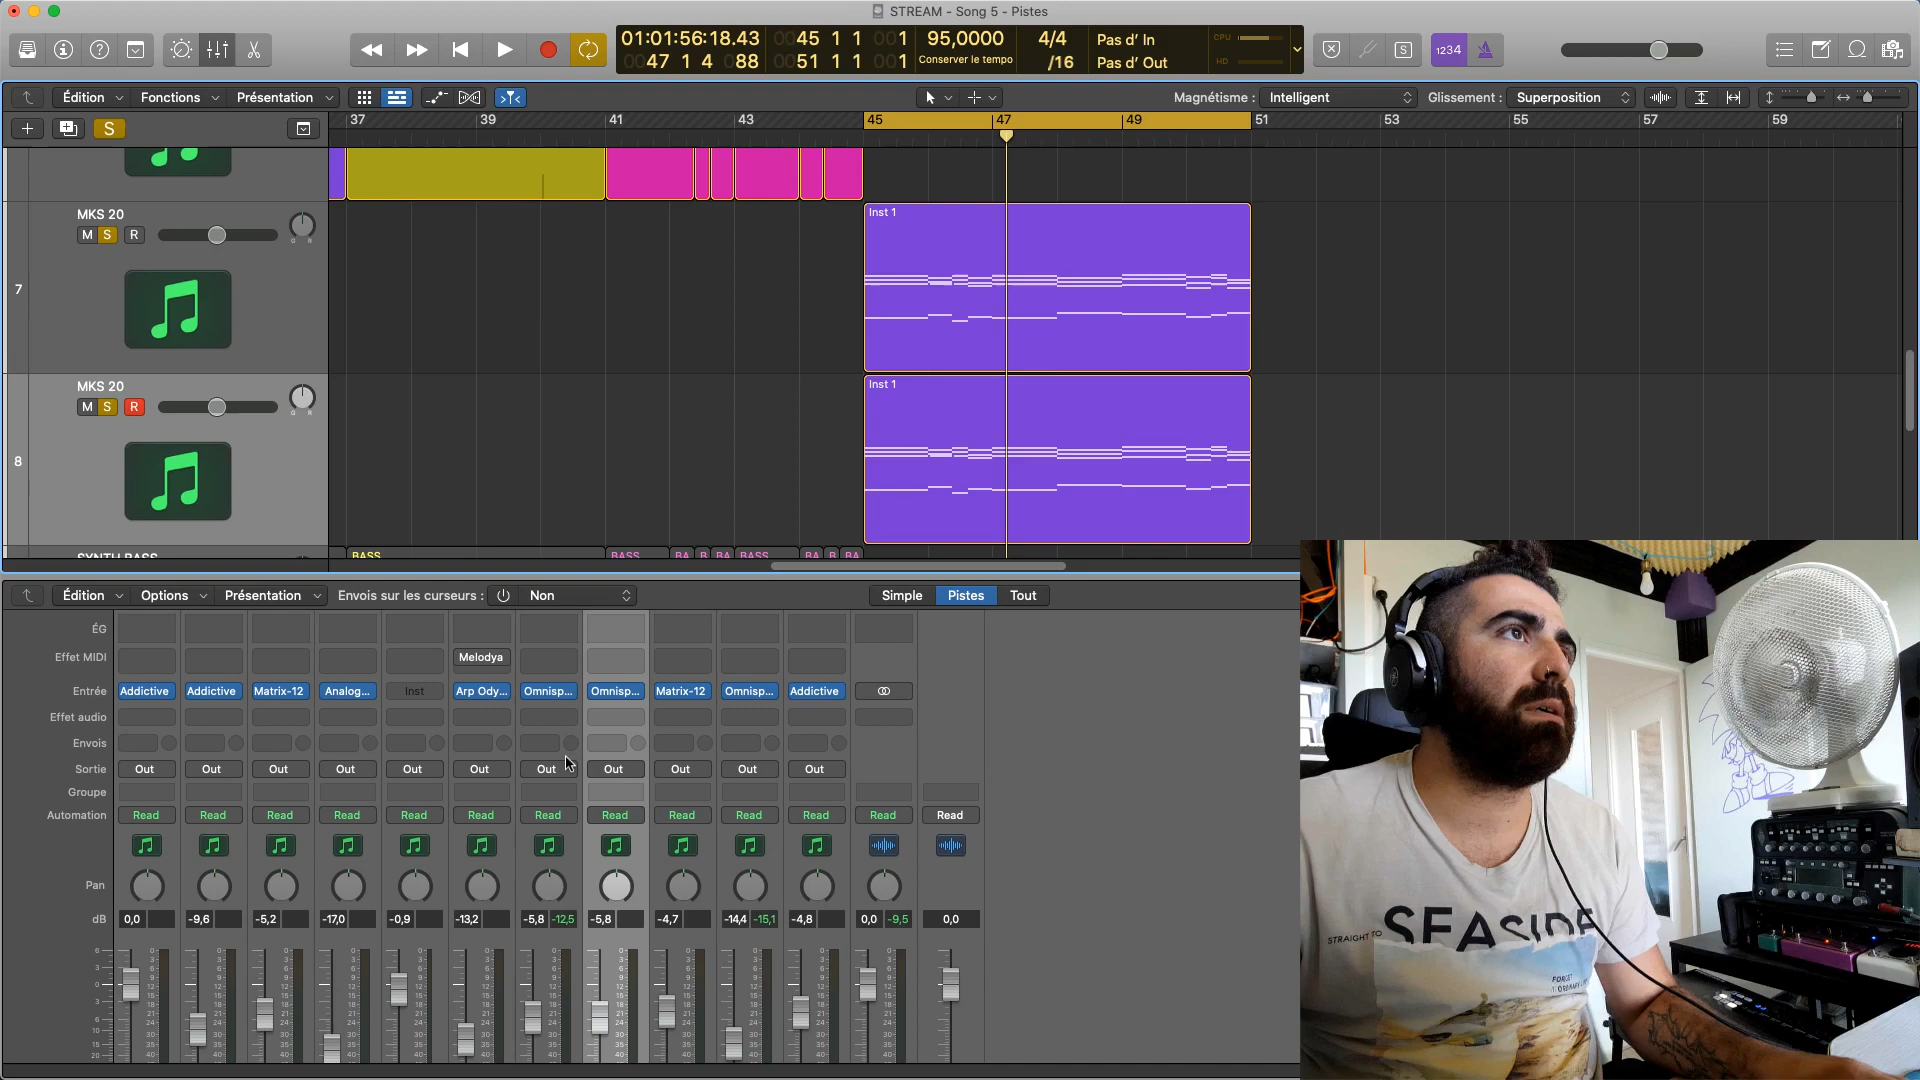 STREAM - Song 5 - Pistes
01:01:56:18.43
0047 1 4 088
0045 1 1 001
0051 1 1 001
95,0000
Conserver le tempo
4/4
/16
Pas d' In
Pas d' Out
CPU
HD
1234
Édition
Fonctions
Présentation
Magnétisme :
Intelligent
Glissement :
Superposition
S
37
39
41
43
45
47
49
51
53
55
57
59
MKS 20
M S R
7
Inst 1
MKS 20
M S R
8
Inst 1
SYNTH BASS
BASS
BASS
BA
B
BA
BASS
BA
B
BA
Édition
Options
Présentation
Envois sur les curseurs :
Non
Simple
Pistes
Tout
ÉG
Effet MIDI
Melodya
Entrée
Addictive
Addictive
Matrix-12
Analog...
Inst
Arp Ody...
Omnisp...
Omnisp...
Matrix-12
Omnisp...
Addictive
Effet audio
Envois
Sortie
Out Out Out Out Out Out Out Out Out Out Out
Groupe
Automation
Read Read Read Read Read Read Read Read Read Read Read Read Read
Pan
dB
0,0
-9,6
-5,2
-17,0
-0,9
-13,2
-5,8 -12,5
-5,8
-4,7
-14,4 -15,1
-4,8
0,0 -9,5
0,0
STRAIGHT TO
SEASIDE